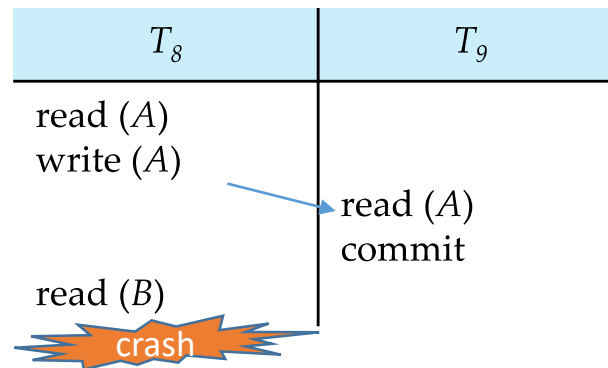 T8 T9
read (A)
write (A)
read (A)
commit
read (B)
crash